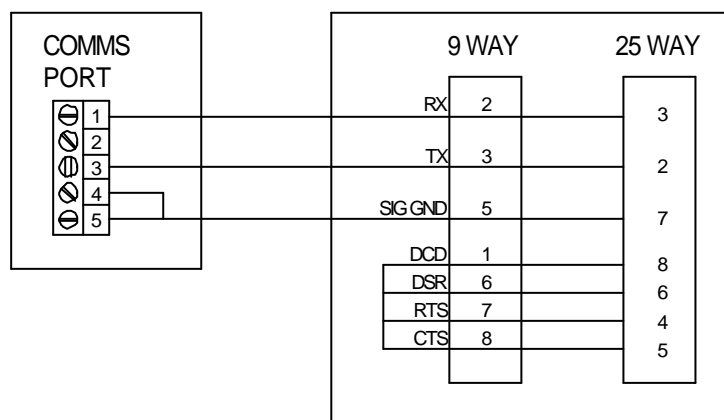 COMMS
PORT
1
2
3
4
5
9 WAY
25 WAY
RX 2 3
TX 3 2
SIG GND 5 7
DCD 1 8
DSR 6 6
RTS 7 4
CTS 8 5